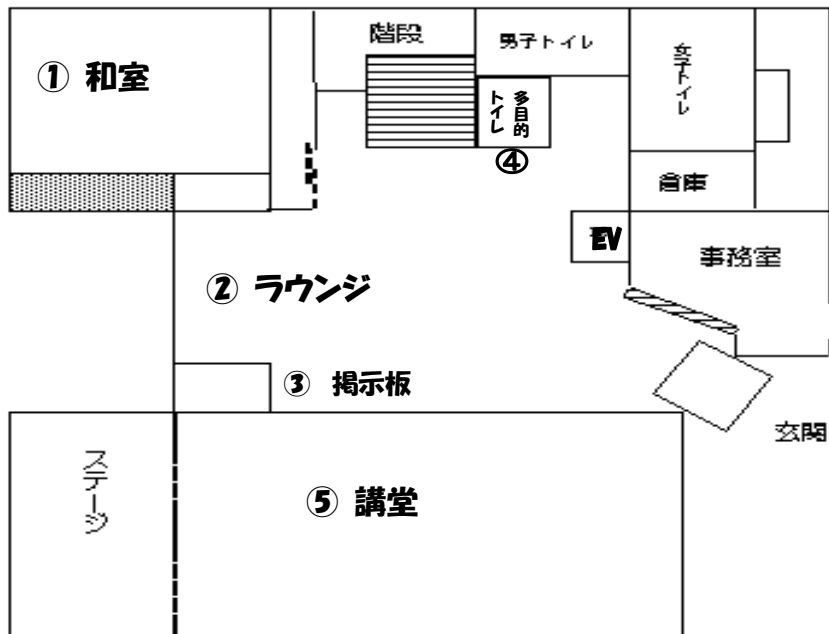 階段
男子トイレ
女子トイレ
① 和室
多目的
トイレ
④
倉庫
EV
事務室
② ラウンジ
③ 掲示板
玄関
ステージ
⑤ 講堂